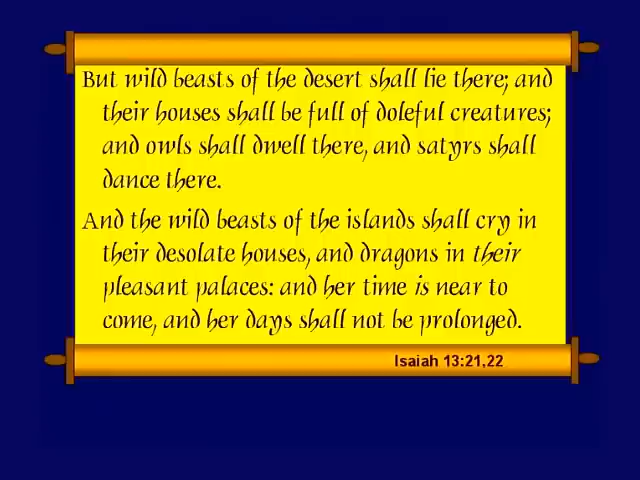 But wild beasts of the desert shall lie there; and
their houses shall be full of doleful creatures;
and owls shall dwell there, and satyrs shall
dance there.
And the wild beasts of the islands shall cry in
their desolate houses, and dragons in their
pleasant palaces: and her time is near to
come, and her days shall not be prolonged.
Isaiah 13:21,22